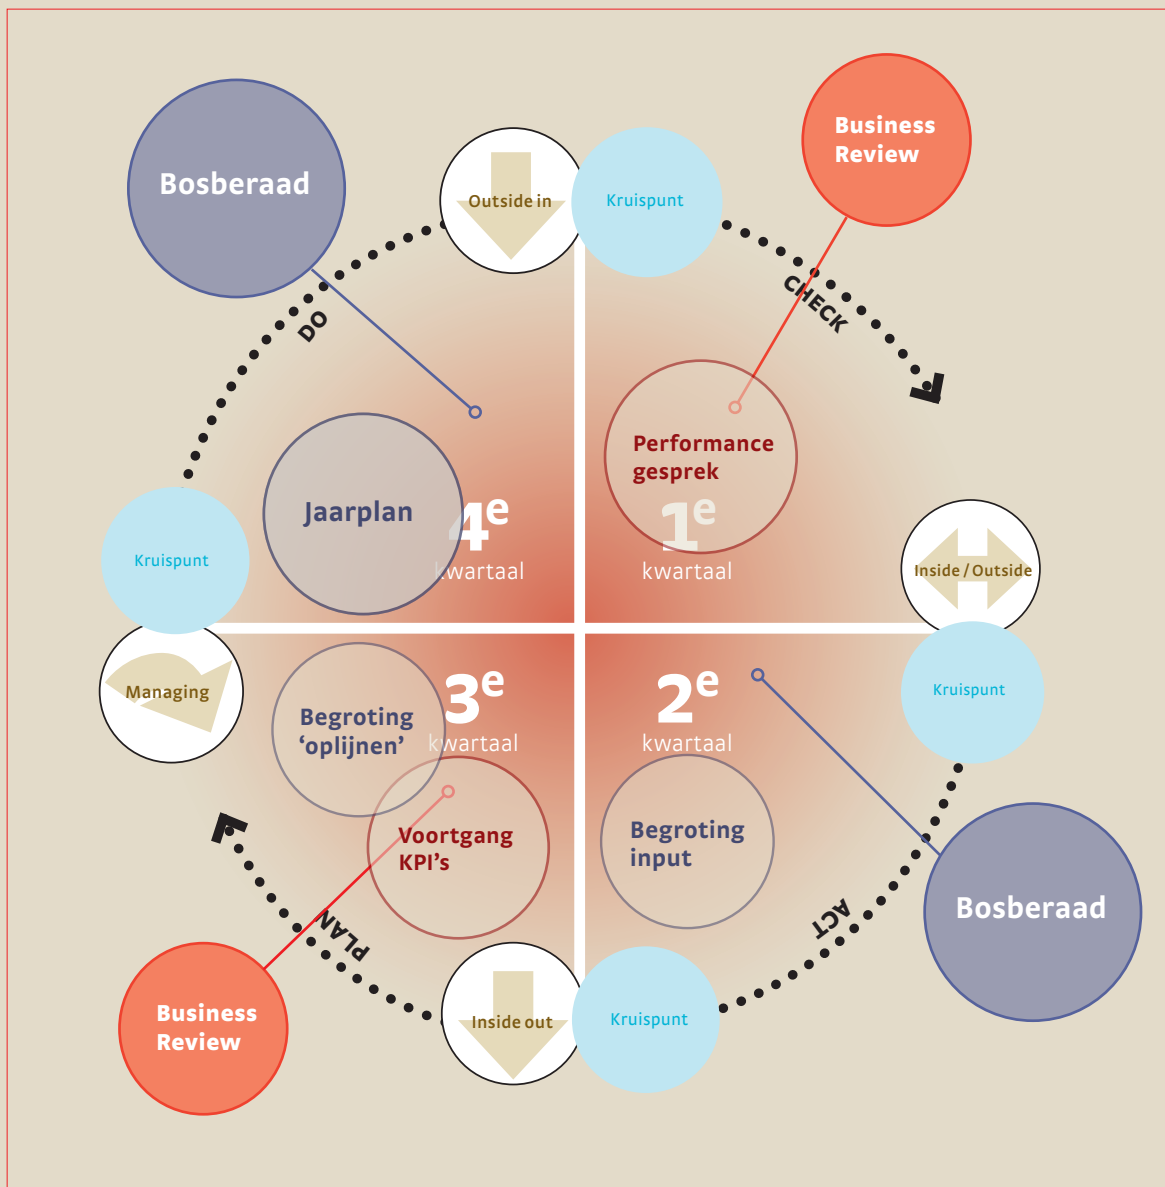 Business
Review
Bosberaad
Outside in
Kruispunt
CHECK
DO
Performance
gesprek
Jaarplan
4e
kwartaal
1e
kwartaal
Kruispunt
Inside / Outside
Managing
Kruispunt
Begroting
‘oplijnen’
3e
kwartaal
2e
kwartaal
Voortgang
KPI’s
Begroting
input
Bosberaad
ACT
PLAN
Business
Review
Inside out
Kruispunt